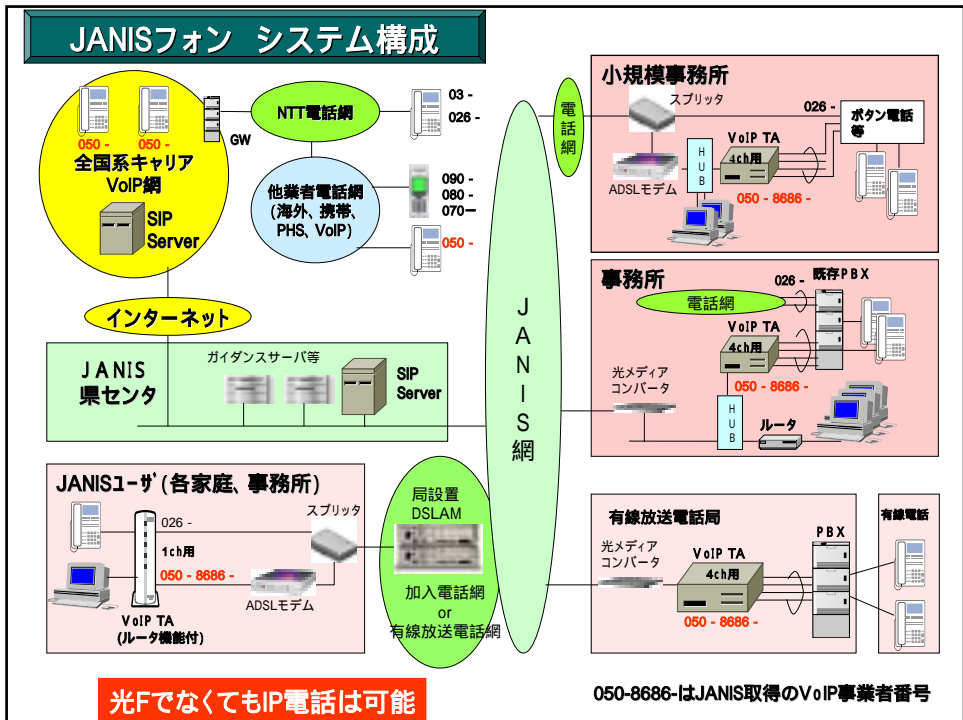 JANISフォン システム構成
050 -
050 -
全国系キャリア
VoIP網
SIP
Server
GW
NTT電話網
03 -
026 -
他業者電話網
(海外、携帯、
PHS、VoIP)
090 -
080 -
070ー
050 -
インターネット
JANIS
県センタ
ガイダンスサーバ等
SIP
Server
JANISユーザ(各家庭、事務所)
026 -
1ch用
050 - 8686 -
スプリッタ
ADSLモデム
VoIP TA
(ルータ機能付)
局設置
DSLAM
加入電話網
or
有線放送電話網
JANIS網
電話網
小規模事務所
スプリッタ
ADSLモデム
HUB
VoIP TA
4ch用
026 -
ボタン電話
等
050 - 8686 -
事務所
026 -
既存PBX
電話網
VoIP TA
4ch用
050 - 8686 -
光メディア
コンバータ
HUB
ルータ
有線放送電話局
光メディア
コンバータ
VoIP TA
4ch用
050 - 8686 -
PBX
有線電話
光Fでなくても IP電話は可能
050-8686-はJANIS取得のVoIP事業者番号